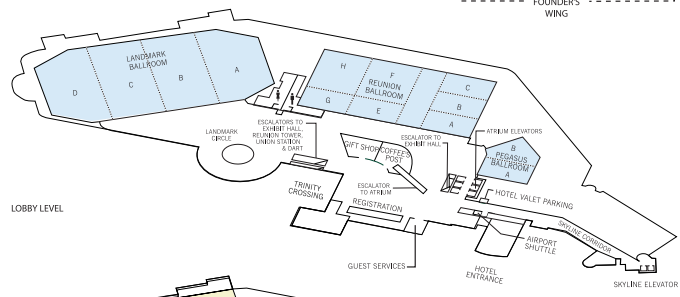 FOUNDER'S
WING
LANDMARK
BALLROOM
D
C
B
A
H
F
C
REUNION
BALLROOM
B
G
E
A
ESCALATORS TO
EXHIBIT HALL,
REUNION TOWER,
UNION STATION
& DART
LANDMARK
CIRCLE
GIFT SHOP
COFFEES
POST
ESCALATOR TO
EXHIBIT HALL
ATRIUM ELEVATORS
B
PEGASUS
BALLROOM
A
TRINITY
CROSSING
ESCALATOR
TO ATRIUM
HOTEL VALET PARKING
REGISTRATION
LOBBY LEVEL
SKYLINE CORRIDOR
AIRPORT
SHUTTLE
GUEST SERVICES
HOTEL
ENTRANCE
SKYLINE ELEVATOR